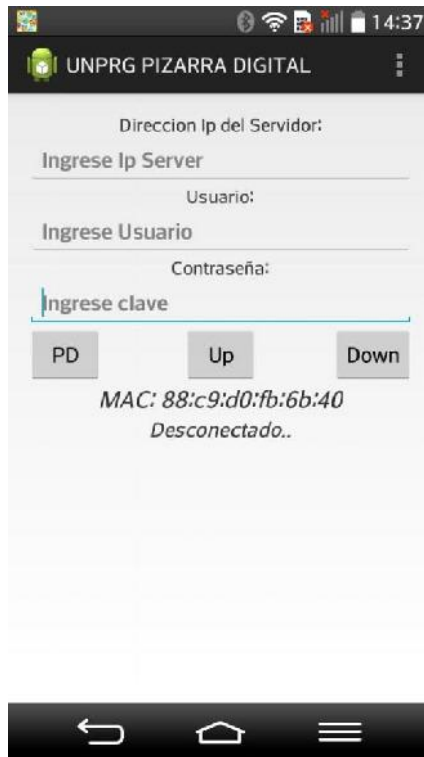 14:37
UNPRG PIZARRA DIGITAL
Direccion Ip del Servidor:
Ingrese Ip Server
Usuario:
Ingrese Usuario
Contraseña:
Ingrese clave
PD Up Down
MAC: 88:c9:d0:fb:6b:40
Desconectado..